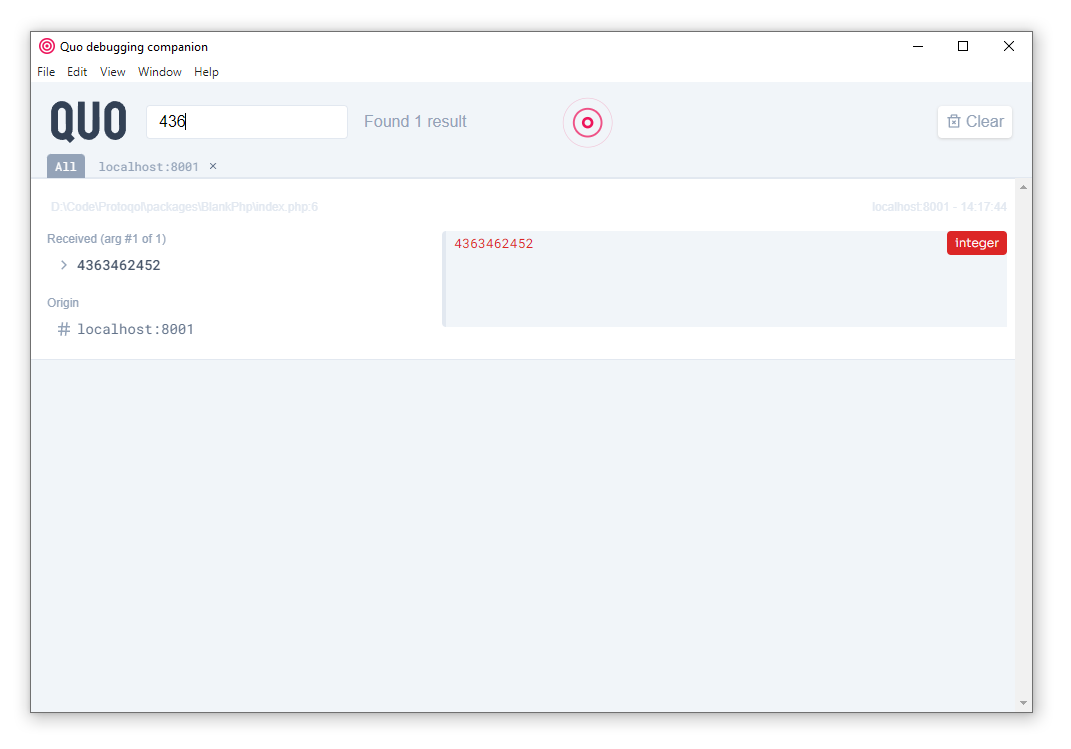 Quo debugging companion
File Edit View Window Help
QUO 436 Found 1 result Clear
All localhost:8001 ×
D:\Code\Protoqol\packages\BlankPhp\index.php:6 localhost:8001 - 14:17:44
Received (arg #1 of 1)
4363462452 Integer
> 4363462452
Origin
# localhost:8001